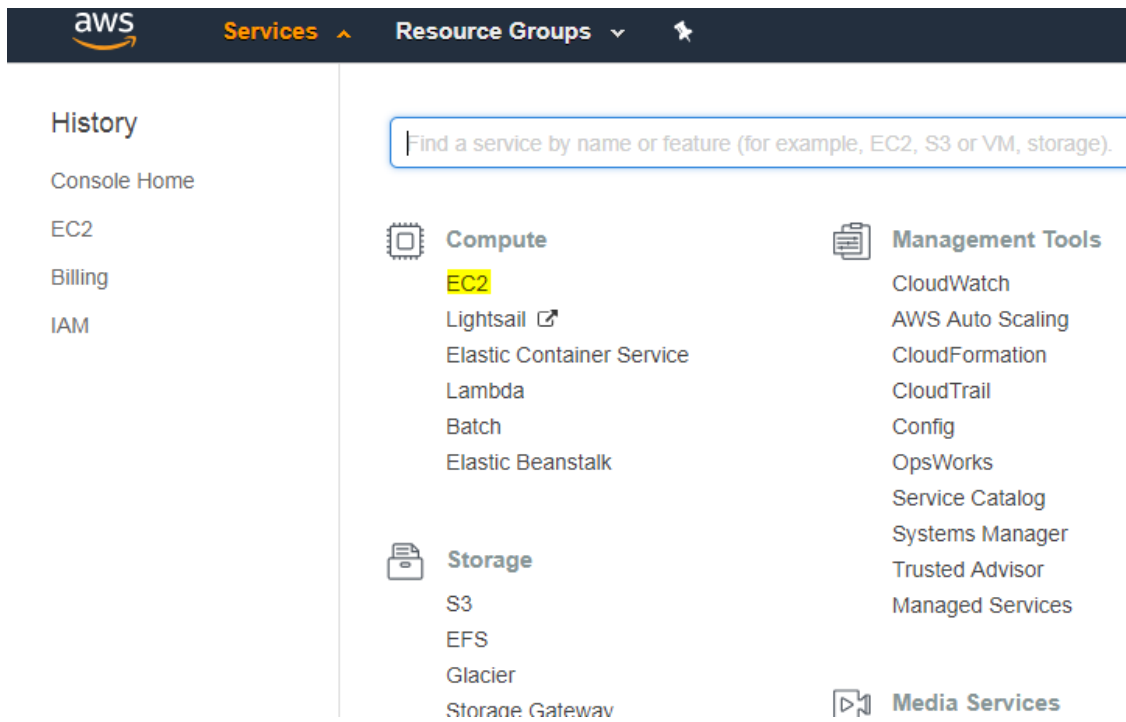 aws Services Resource Groups
History
Console Home
EC2
Billing
IAM
Find a service by name or feature (for example, EC2, S3 or VM, storage).
Compute
EC2
Lightsail
Elastic Container Service
Lambda
Batch
Elastic Beanstalk
Storage
S3
EFS
Glacier
Storage Gateway
Management Tools
CloudWatch
AWS Auto Scaling
CloudFormation
CloudTrail
Config
OpsWorks
Service Catalog
Systems Manager
Trusted Advisor
Managed Services
Media Services